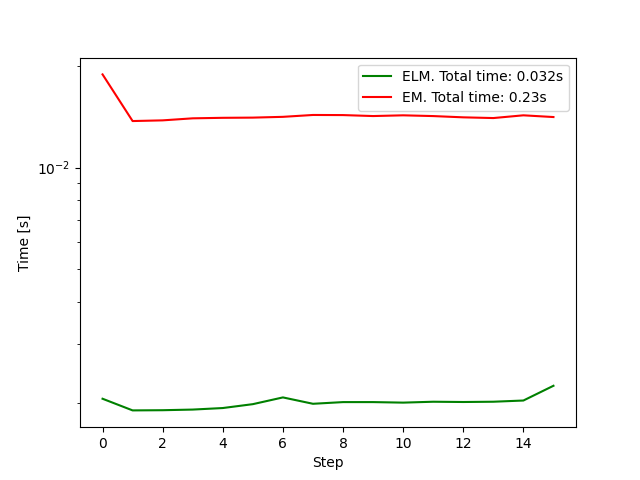 ELM. Total time: 0.032s
EM. Total time: 0.23s
10⁻²
Time [s]
0 2 4 6 8 10 12 14
Step